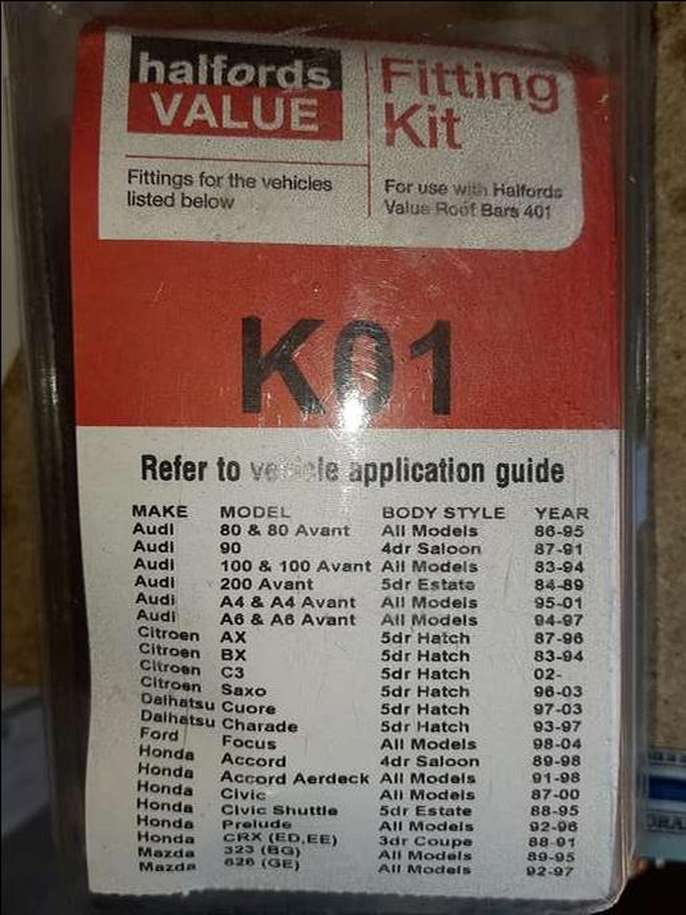 halfords
VALUE
Fitting
Kit
Fittings for the vehicles
listed below
For use with Halfords
Value Roof Bars 401
K01
Refer to vehicle application guide
MAKE MODEL BODY STYLE YEAR
Audi 80 & 80 Avant All Models 86-95
Audi 90 4dr Saloon 87-91
Audi 100 & 100 Avant All Models 83-94
Audi 200 Avant 5dr Estate 84-89
Audi A4 & A4 Avant All Models 95-01
Audi A6 & A6 Avant All Models 94-97
Citroen AX 5dr Hatch 87-96
Citroen BX 5dr Hatch 83-94
Citroen C3 5dr Hatch 02-
Citroen Saxo 5dr Hatch 96-03
Daihatsu Cuore 5dr Hatch 97-03
Daihatsu Charade 5dr Hatch 93-97
Ford Focus All Models 98-04
Honda Accord 4dr Saloon 89-98
Honda Accord Aerdeck All Models 91-98
Honda Civic All Models 87-00
Honda Civic Shuttle 5dr Estate 88-95
Honda Prelude All Models 92-96
Honda CRX (ED,EE) 3dr Coupe 88-91
Mazda 323 (BG) All Models 89-95
Mazda 626 (GE) All Models 92-97